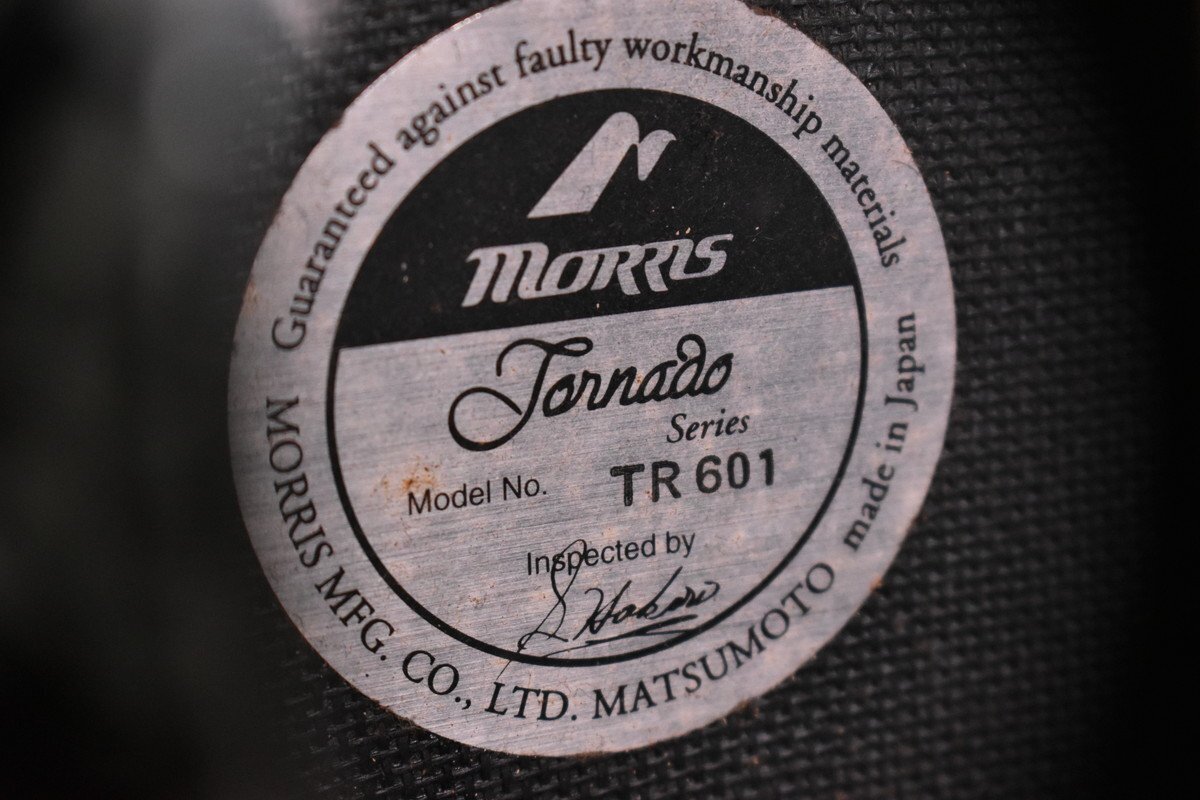 Guaranteed against faulty workmanship materials
MORRIS
Tornado
Series
Model No. TR 601
Inspected by
MORRIS MFG. CO., LTD. MATSUMOTO made in Japan